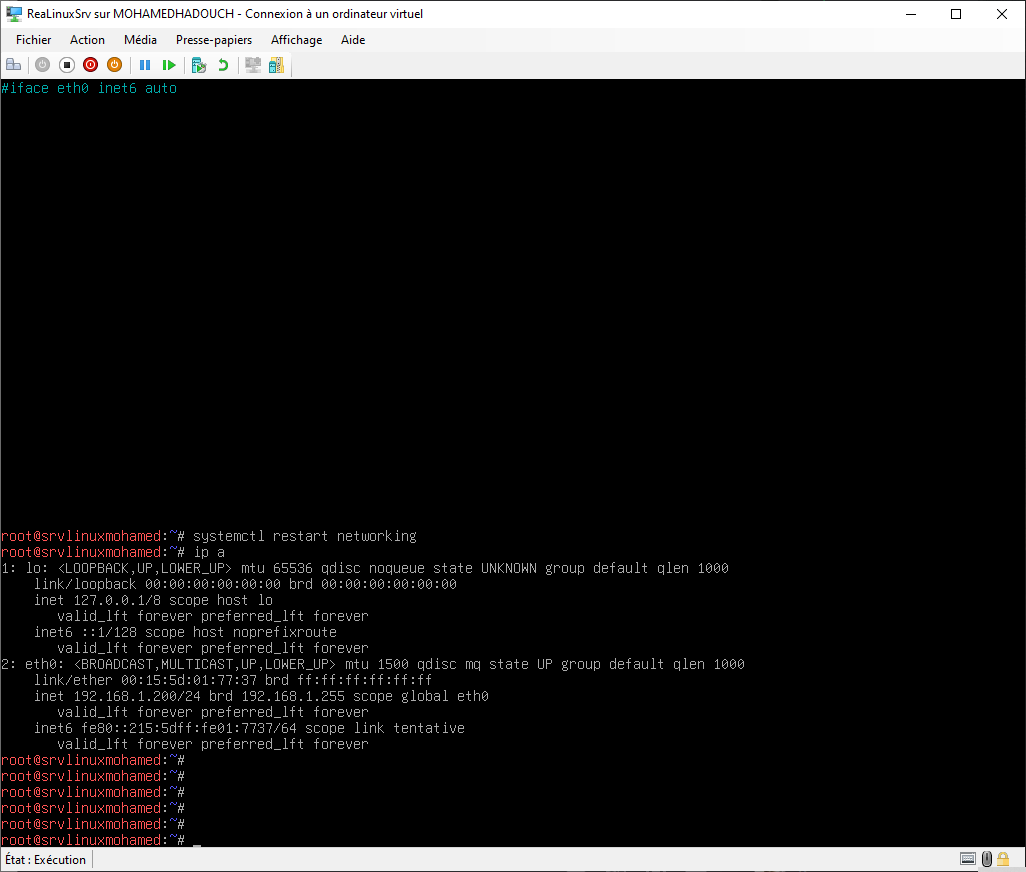 ReaLinuxSrv sur MOHAMEDHADOUCH - Connexion à un ordinateur virtuel
Fichier Action Média Presse-papiers Affichage Aide
#iface eth0 inet6 auto
root@srvlinuxmohamed:~# systemctl restart networking
root@srvlinuxmohamed:~# ip a
1: lo: <LOOPBACK,UP,LOWER_UP> mtu 65536 qdisc noqueue state UNKNOWN group default qlen 1000
    link/loopback 00:00:00:00:00:00 brd 00:00:00:00:00:00
    inet 127.0.0.1/8 scope host lo
       valid_lft forever preferred_lft forever
    inet6 ::1/128 scope host noprefixroute
       valid_lft forever preferred_lft forever
2: eth0: <BROADCAST,MULTICAST,UP,LOWER_UP> mtu 1500 qdisc mq state UP group default qlen 1000
    link/ether 00:15:5d:01:77:37 brd ff:ff:ff:ff:ff:ff
    inet 192.168.1.200/24 brd 192.168.1.255 scope global eth0
       valid_lft forever preferred_lft forever
    inet6 fe80::215:5dff:fe01:7737/64 scope link tentative
       valid_lft forever preferred_lft forever
root@srvlinuxmohamed:~#
root@srvlinuxmohamed:~#
root@srvlinuxmohamed:~#
root@srvlinuxmohamed:~#
root@srvlinuxmohamed:~#
root@srvlinuxmohamed:~# _
État : Exécution